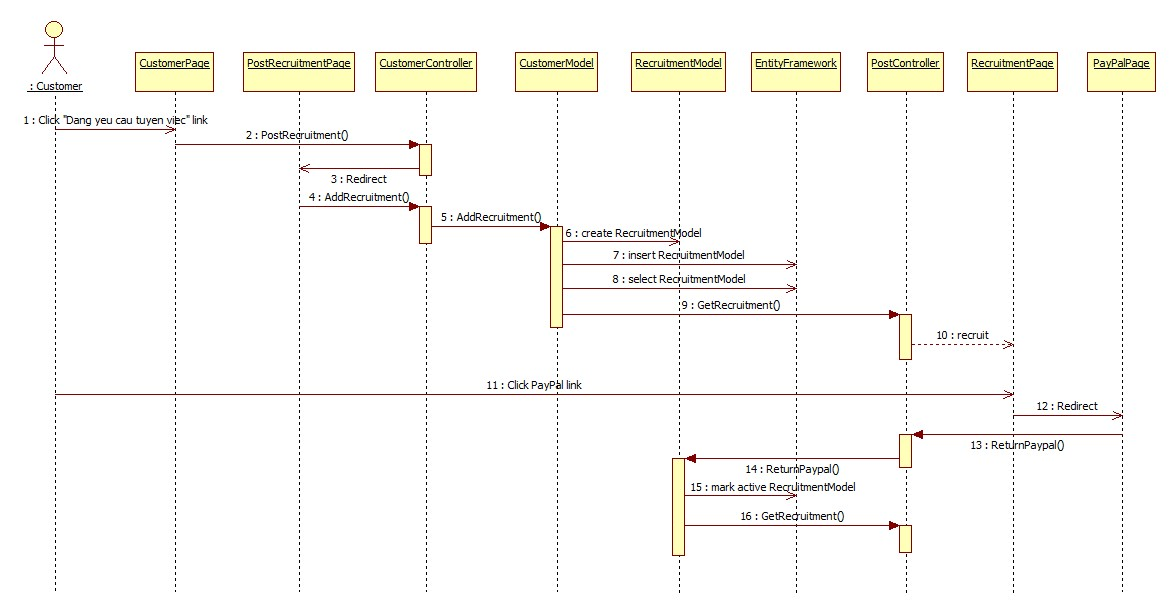 : Customer
CustomerPage
PostRecruitmentPage
CustomerController
CustomerModel
RecruitmentModel
EntityFramework
PostController
RecruitmentPage
PayPalPage
1 : Click "Dang yeu cau tuyen viec" link
2 : PostRecruitment()
3 : Redirect
4 : AddRecruitment()
5 : AddRecruitment()
6 : create RecruitmentModel
7 : insert RecruitmentModel
8 : select RecruitmentModel
9 : GetRecruitment()
10 : recruit
11 : Click PayPal link
12 : Redirect
13 : ReturnPaypal()
14 : ReturnPaypal()
15 : mark active RecruitmentModel
16 : GetRecruitment()